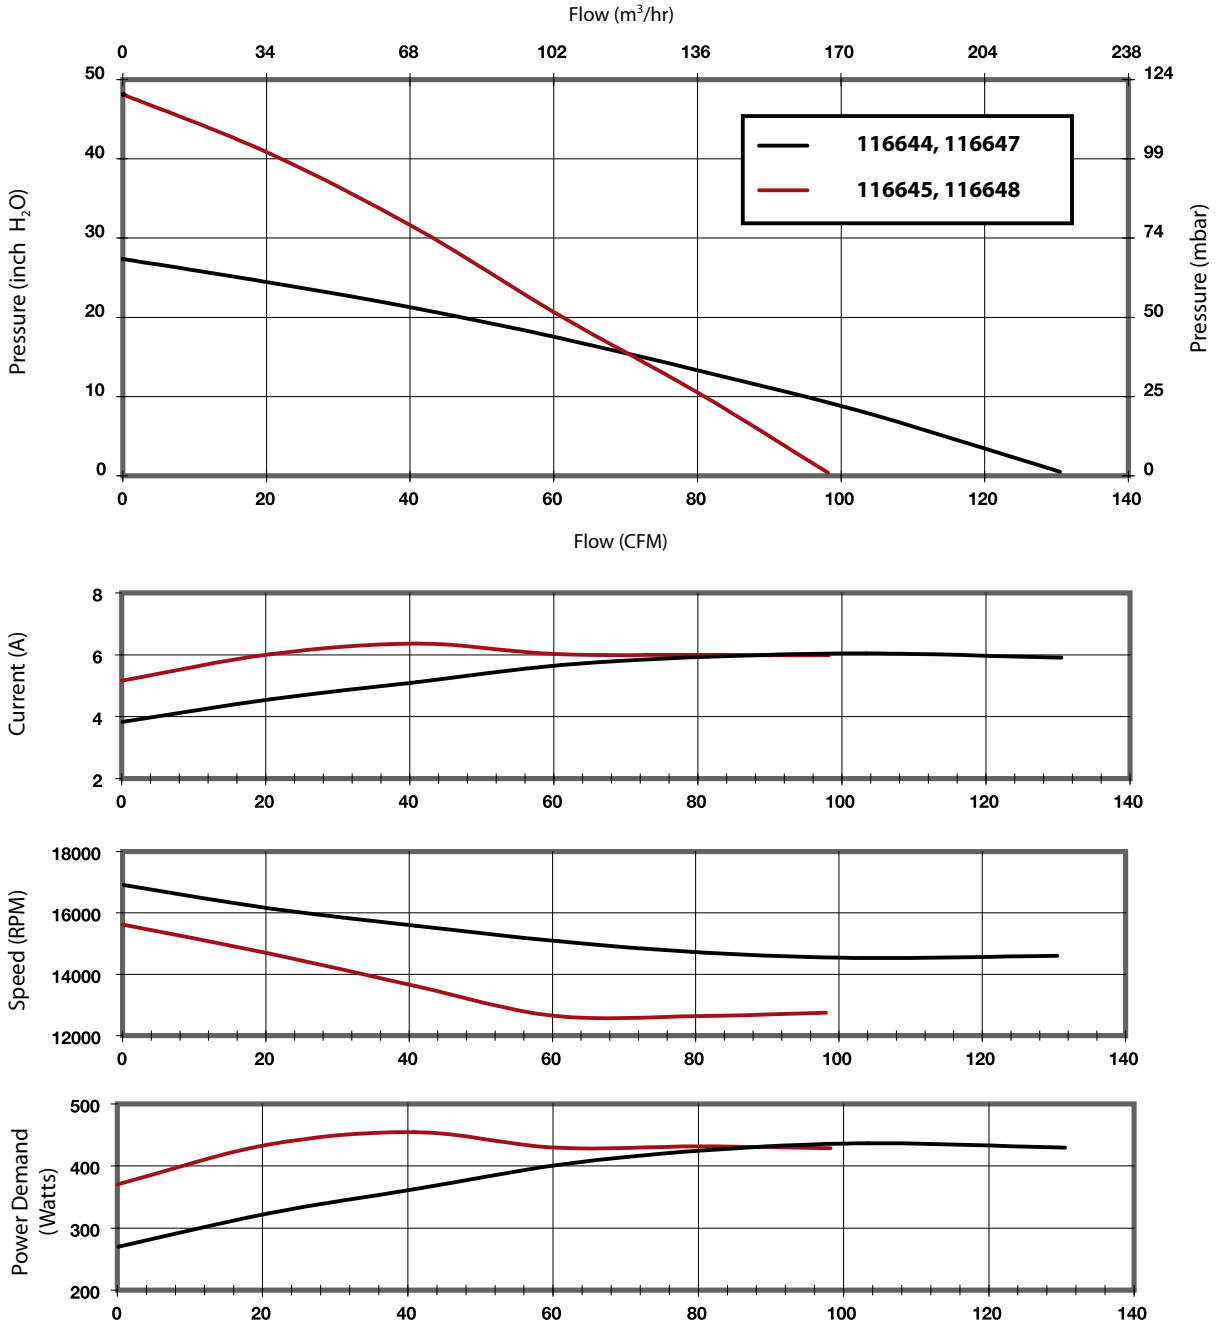 Flow (m³/hr)
0 34 68 102 136 170 204 238
50 124
116644, 116647
40 99
116645, 116648
30 74
20 50
10 25
0 0
Pressure (inch H₂O)
Pressure (mbar)
0 20 40 60 80 100 120 140
Flow (CFM)
8
6
4
2
Current (A)
0 20 40 60 80 100 120 140
18000
16000
14000
12000
Speed (RPM)
0 20 40 60 80 100 120 140
500
400
300
200
Power Demand
(Watts)
0 20 40 60 80 100 120 140